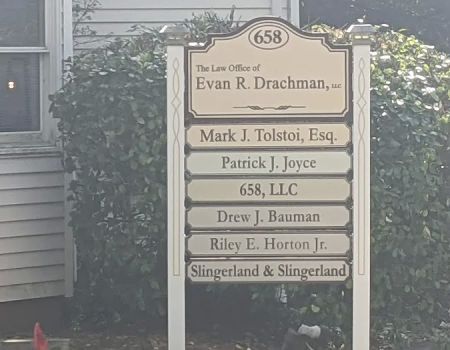 658
The Law Office of
Evan R. Drachman, LLC
Mark J. Tolstoi, Esq.
Patrick J. Joyce
658, LLC
Drew J. Bauman
Riley E. Horton Jr.
Slingerland & Slingerland